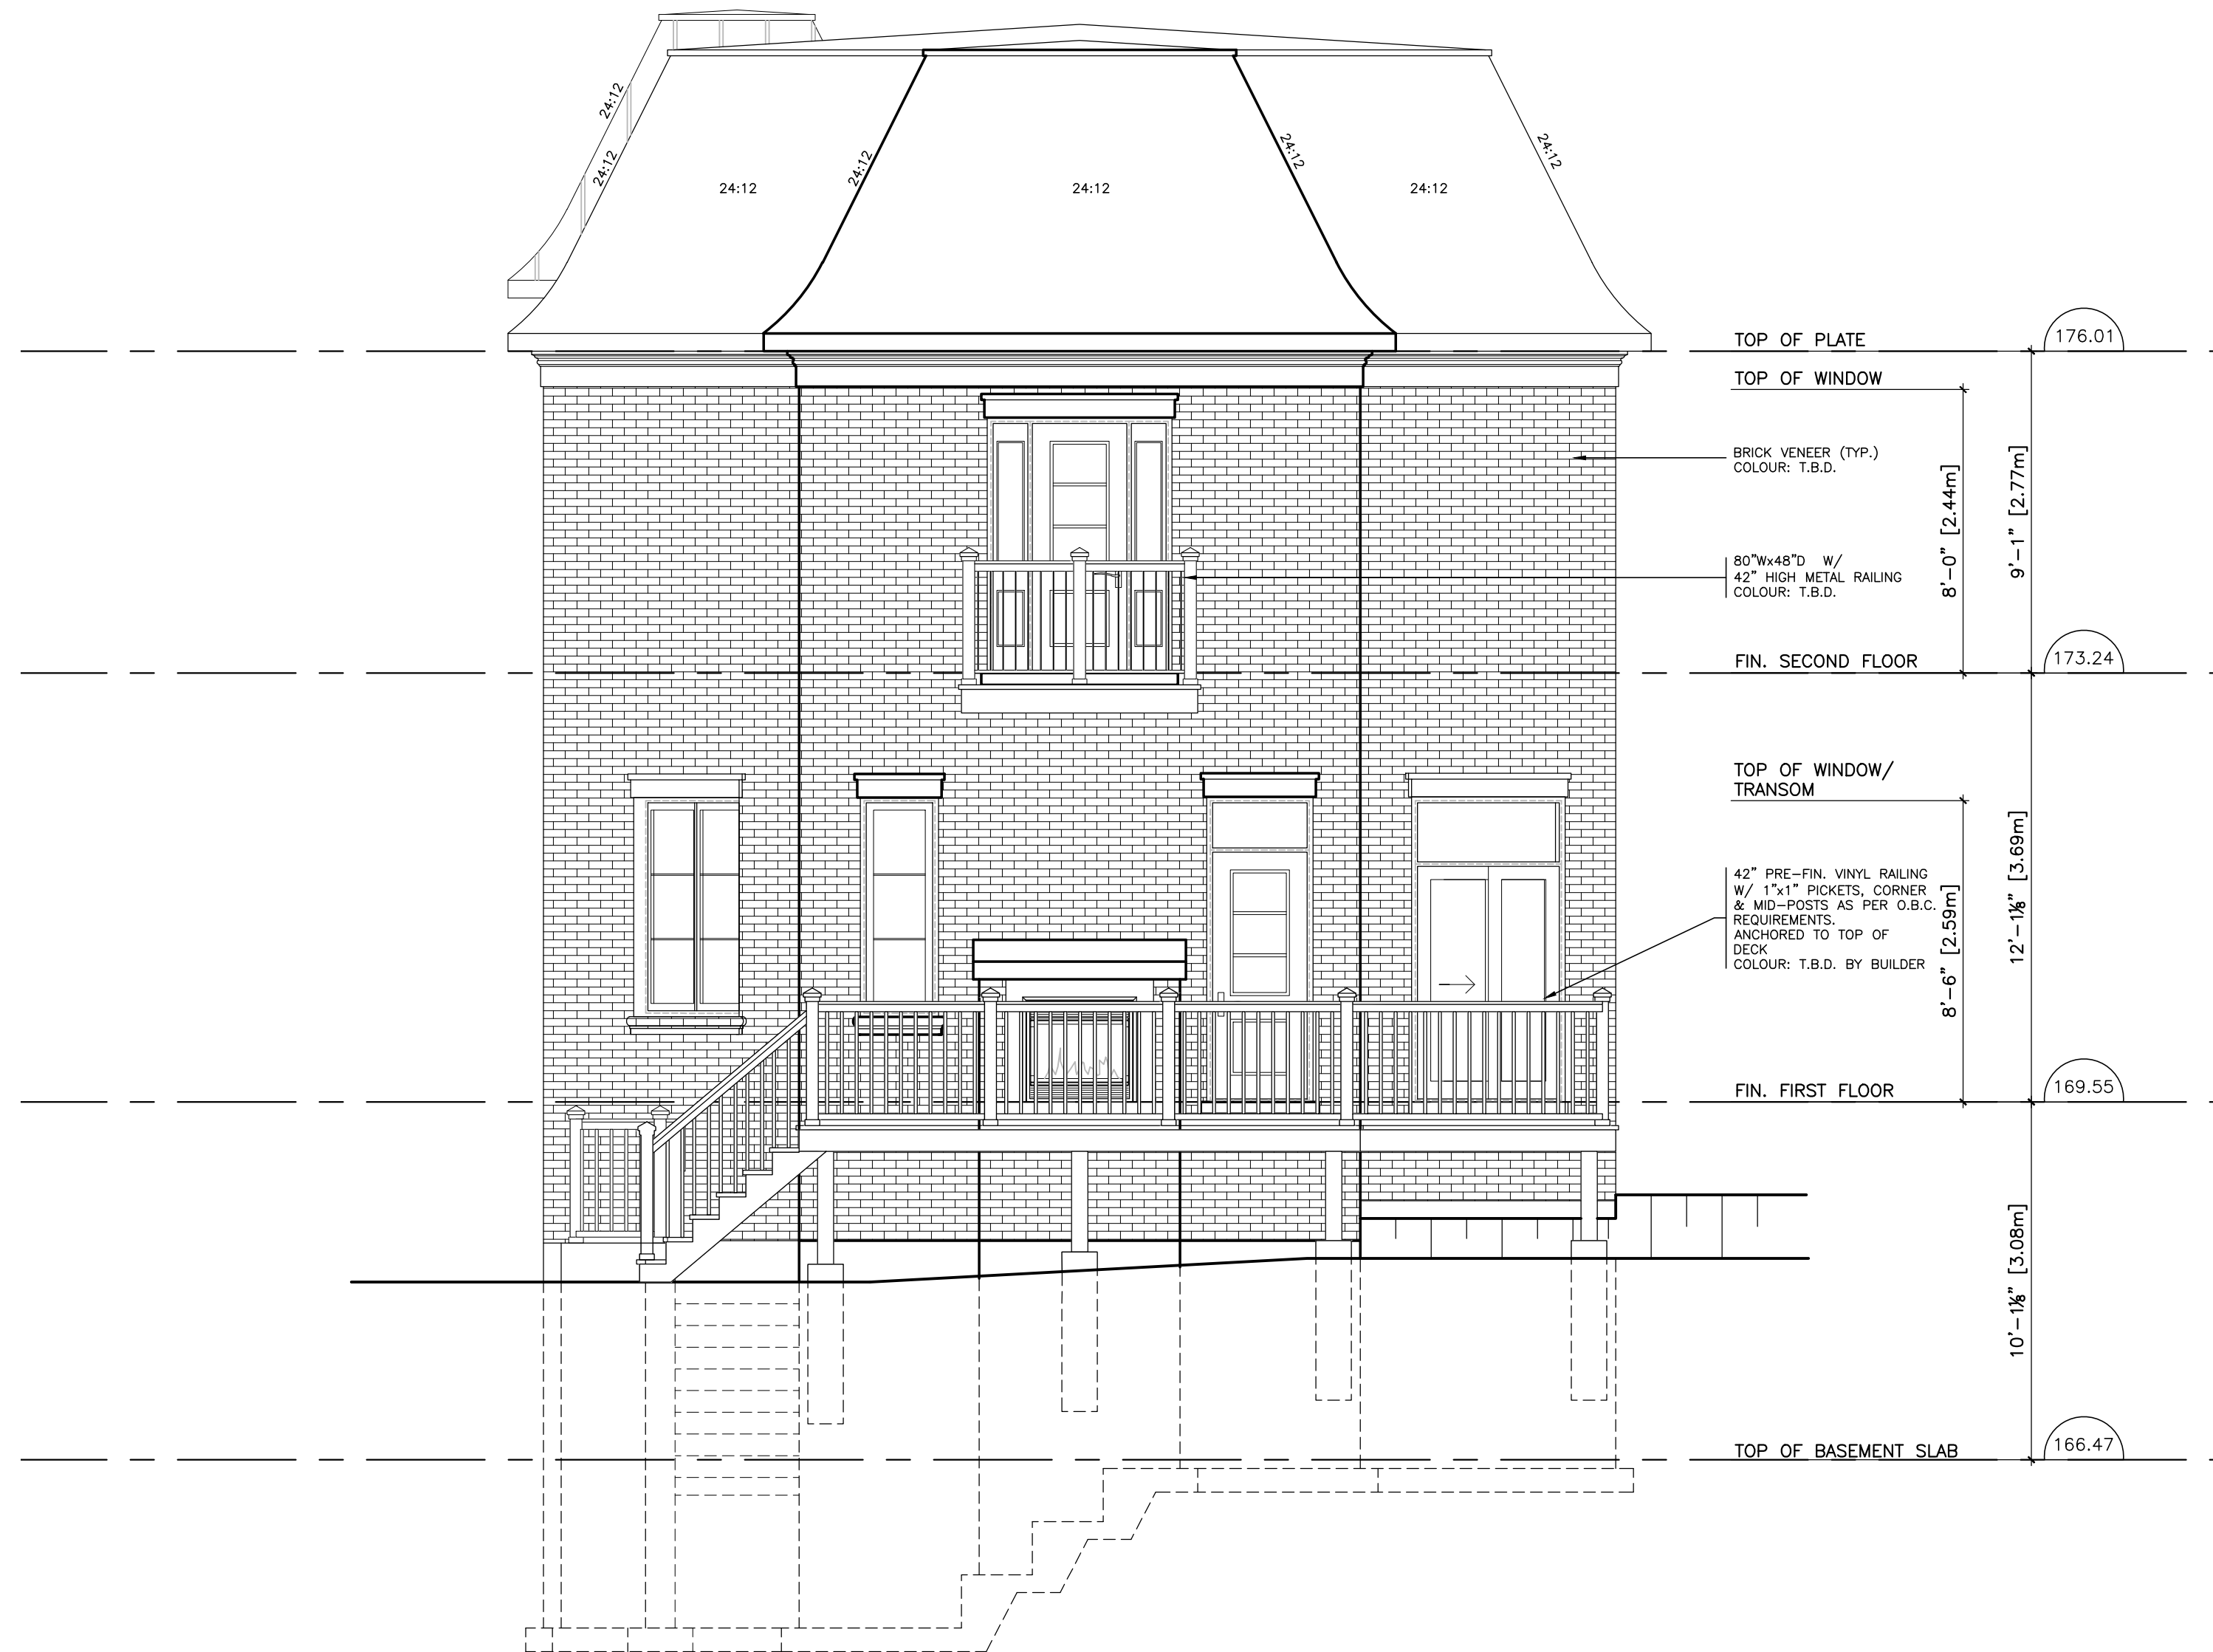 24:12
24:12
24:12
24:12
24:12
24:12
24:12
24:12
TOP OF PLATE
176.01
TOP OF WINDOW
BRICK VENEER (TYP.)
COLOUR: T.B.D.
8'-0" [2.44m]
9'-1" [2.77m]
80"Wx48"D W/
42" HIGH METAL RAILING
COLOUR: T.B.D.
FIN. SECOND FLOOR
173.24
TOP OF WINDOW/
TRANSOM
42" PRE-FIN. VINYL RAILING
W/ 1"x1" PICKETS, CORNER
& MID-POSTS AS PER O.B.C.
REQUIREMENTS.
ANCHORED TO TOP OF
DECK
COLOUR: T.B.D. BY BUILDER
8'-6" [2.59m]
12'-1⅛" [3.69m]
FIN. FIRST FLOOR
169.55
10'-1⅛" [3.08m]
TOP OF BASEMENT SLAB
166.47